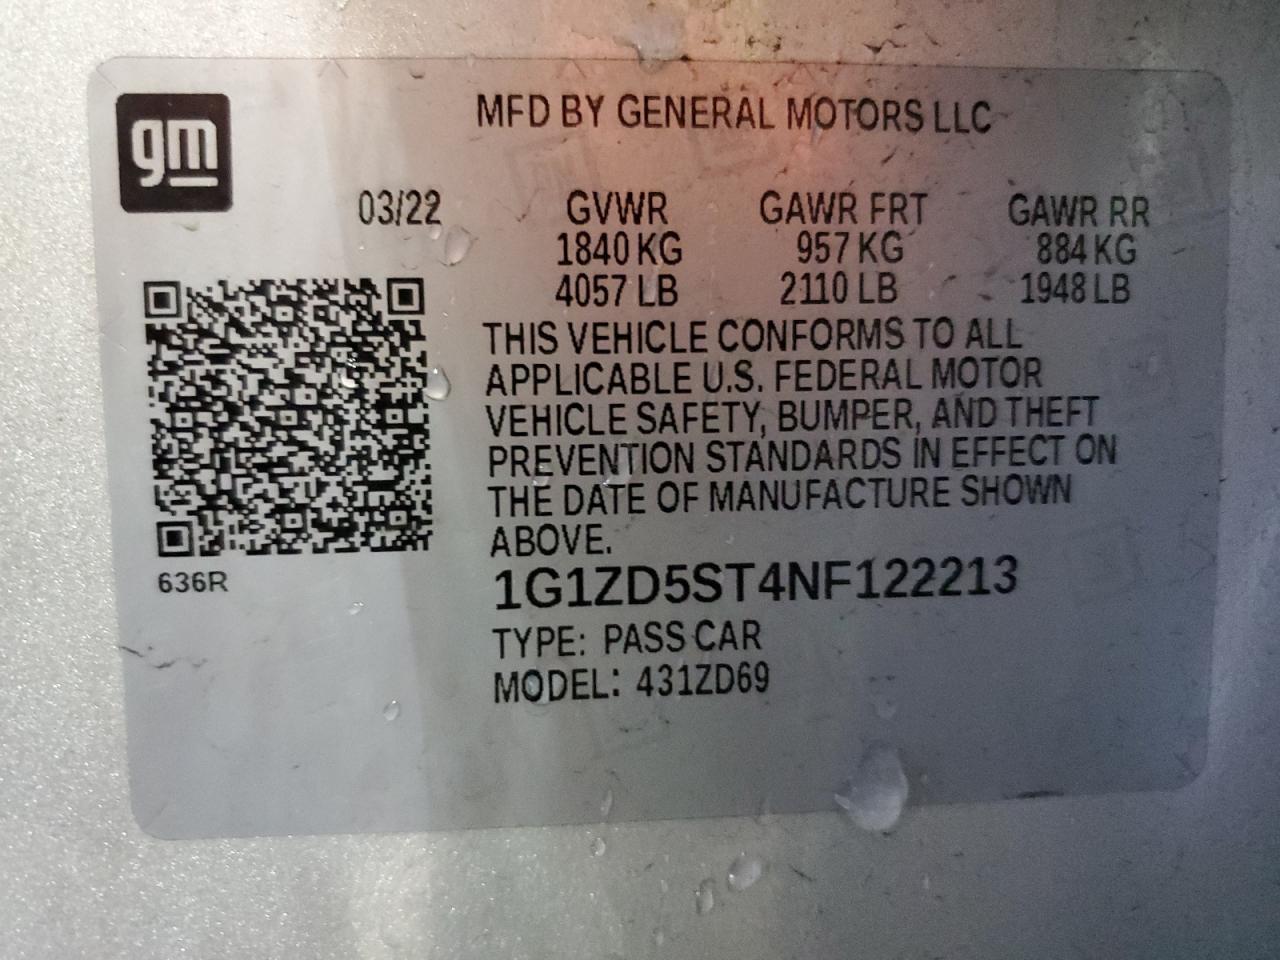 gm
MFD BY GENERAL MOTORS LLC
03/22 GVWR GAWR FRT GAWR RR
1840 KG 957 KG 884 KG
4057 LB 2110 LB 1948 LB
THIS VEHICLE CONFORMS TO ALL
APPLICABLE U.S. FEDERAL MOTOR
VEHICLE SAFETY, BUMPER, AND THEFT
PREVENTION STANDARDS IN EFFECT ON
THE DATE OF MANUFACTURE SHOWN
ABOVE.
636R
1G1ZD5ST4NF122213
TYPE: PASS CAR
MODEL: 431ZD69